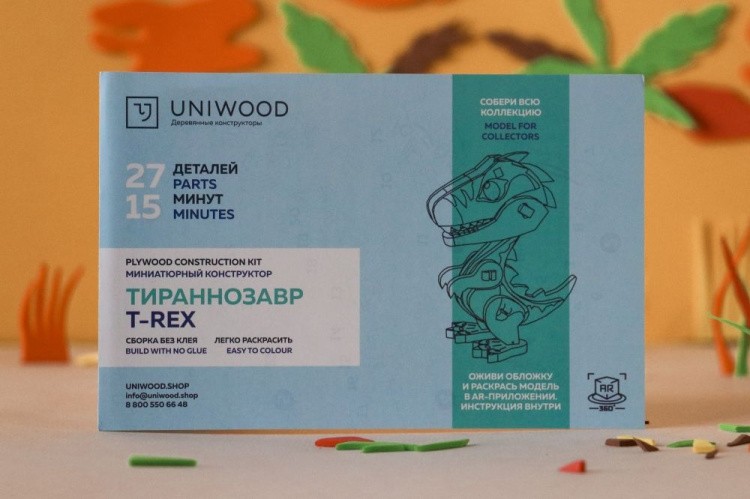 UNIWOOD
Деревянные конструкторы
27 ДЕТАЛЕЙ
PARTS
15 МИНУТ
MINUTES
PLYWOOD CONSTRUCTION KIT
МИНИАТЮРНЫЙ КОНСТРУКТОР
ТИРАННОЗАВР
T-REX
СБОРКА БЕЗ КЛЕЯ ЛЕГКО РАСКРАСИТЬ
BUILD WITH NO GLUE EASY TO COLOUR
UNIWOOD.SHOP
info@uniwood.shop
8 800 550 66 48
СОБЕРИ ВСЮ
КОЛЛЕКЦИЮ
MODEL FOR
COLLECTORS
ОЖИВИ ОБЛОЖКУ
И РАСКРАСЬ МОДЕЛЬ
В AR-ПРИЛОЖЕНИИ.
ИНСТРУКЦИЯ ВНУТРИ
AR
360°